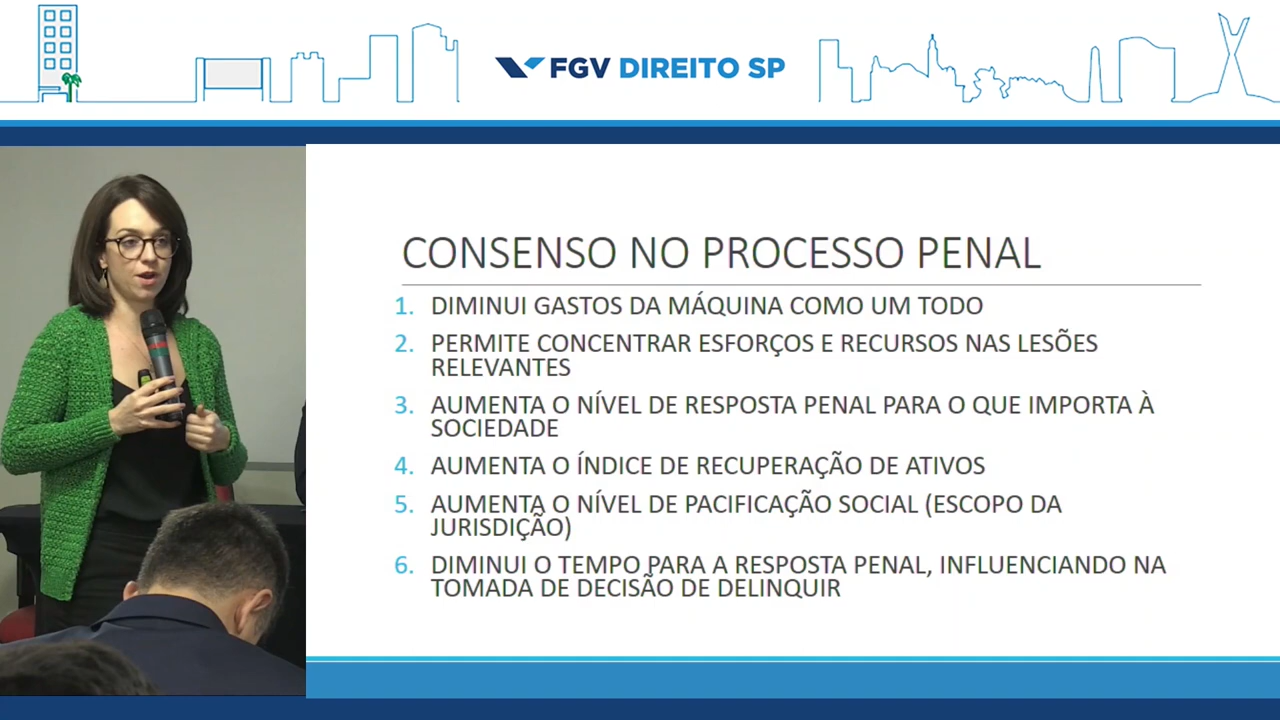 FGV DIREITO SP
CONSENSO NO PROCESSO PENAL
1. DIMINUI GASTOS DA MÁQUINA COMO UM TODO
2. PERMITE CONCENTRAR ESFORÇOS E RECURSOS NAS LESÕES
RELEVANTES
3. AUMENTA O NÍVEL DE RESPOSTA PENAL PARA O QUE IMPORTA À
SOCIEDADE
4. AUMENTA O ÍNDICE DE RECUPERAÇÃO DE ATIVOS
5. AUMENTA O NÍVEL DE PACIFICAÇÃO SOCIAL (ESCOPO DA
JURISDIÇÃO)
6. DIMINUI O TEMPO PARA A RESPOSTA PENAL, INFLUENCIANDO NA
TOMADA DE DECISÃO DE DELINQUIR